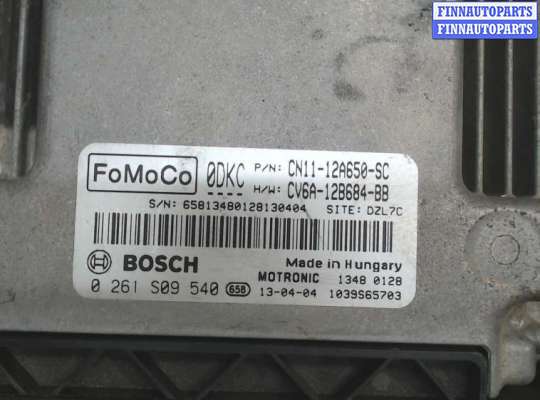 FINNAUTOPARTS
FINNAUTOPARTS
FoMoCo 0DKC P/N: CN11-12A650-SC
H/W: CV6A-12B684-BB
S/N: 65813480128130404 SITE: DZL7C
BOSCH Made in Hungary
MOTRONIC 1348 0128
0 261 S09 540 658 13-04-04 1039S65703